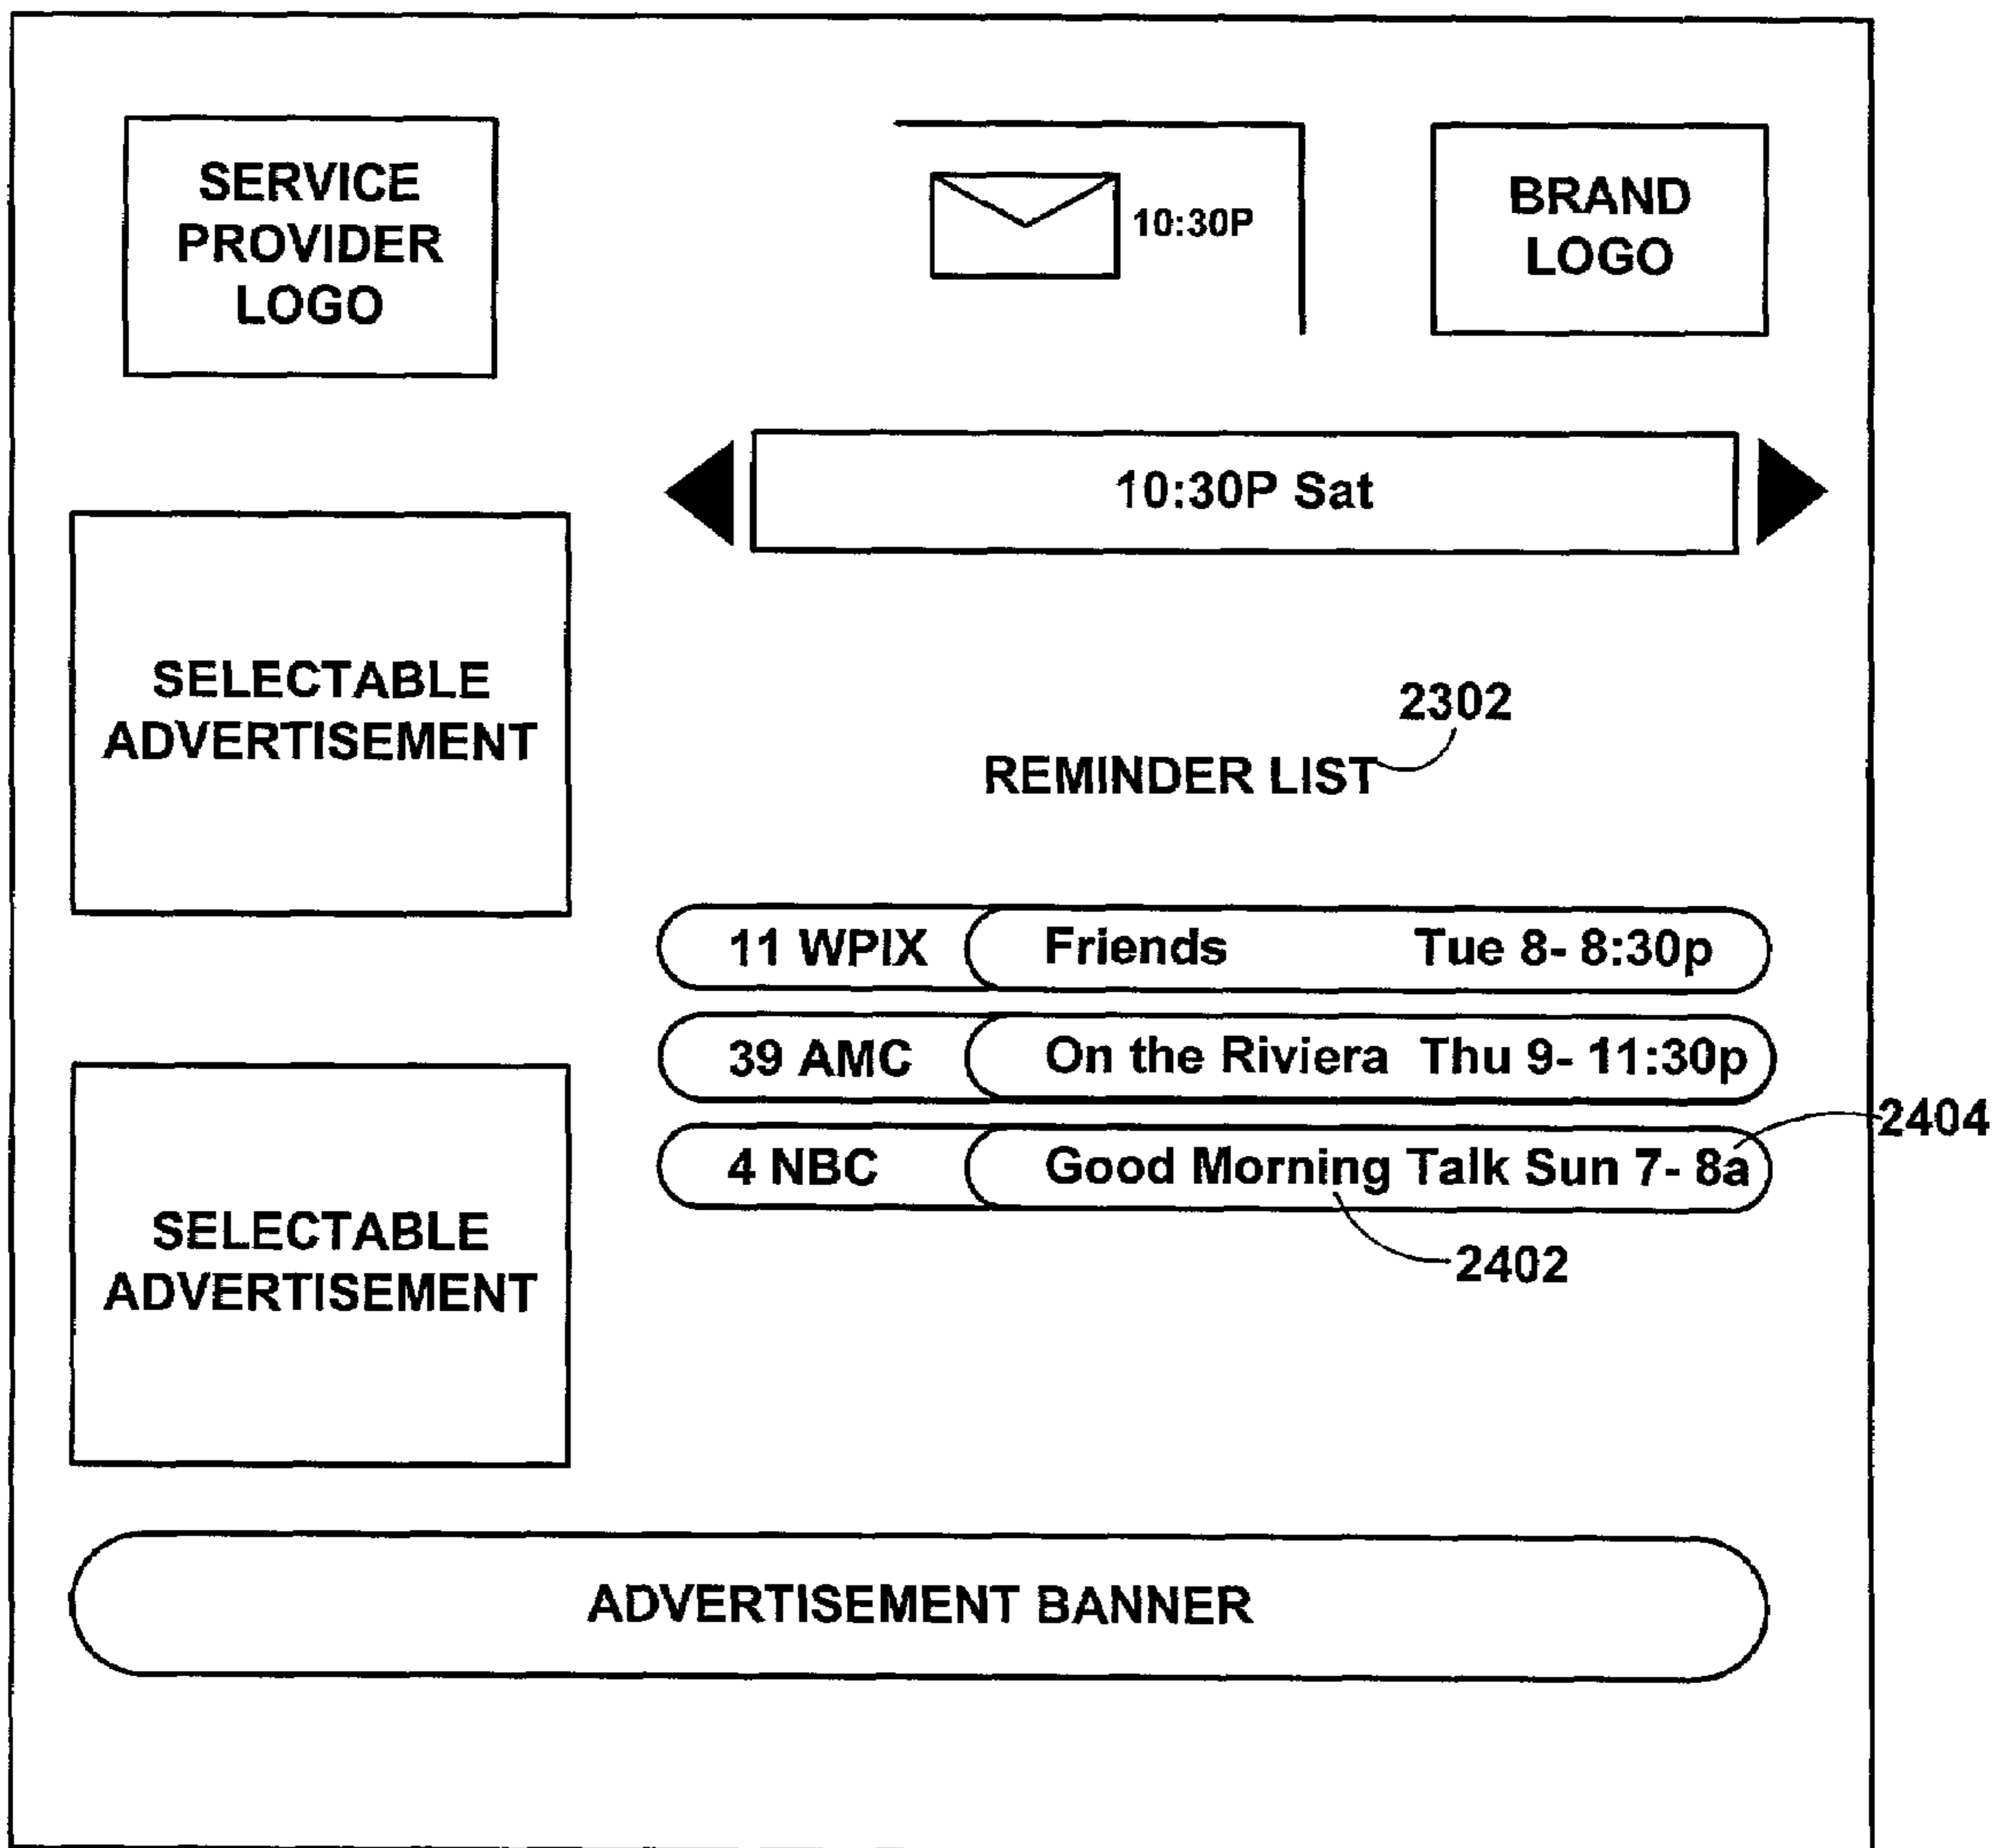 SERVICE
PROVIDER
LOGO
10:30P
BRAND
LOGO
10:30P Sat
SELECTABLE
ADVERTISEMENT
2302
REMINDER LIST
11 WPIX Friends Tue 8- 8:30p
39 AMC On the Riviera Thu 9- 11:30p
2404
4 NBC Good Morning Talk Sun 7- 8a
2402
SELECTABLE
ADVERTISEMENT
ADVERTISEMENT BANNER